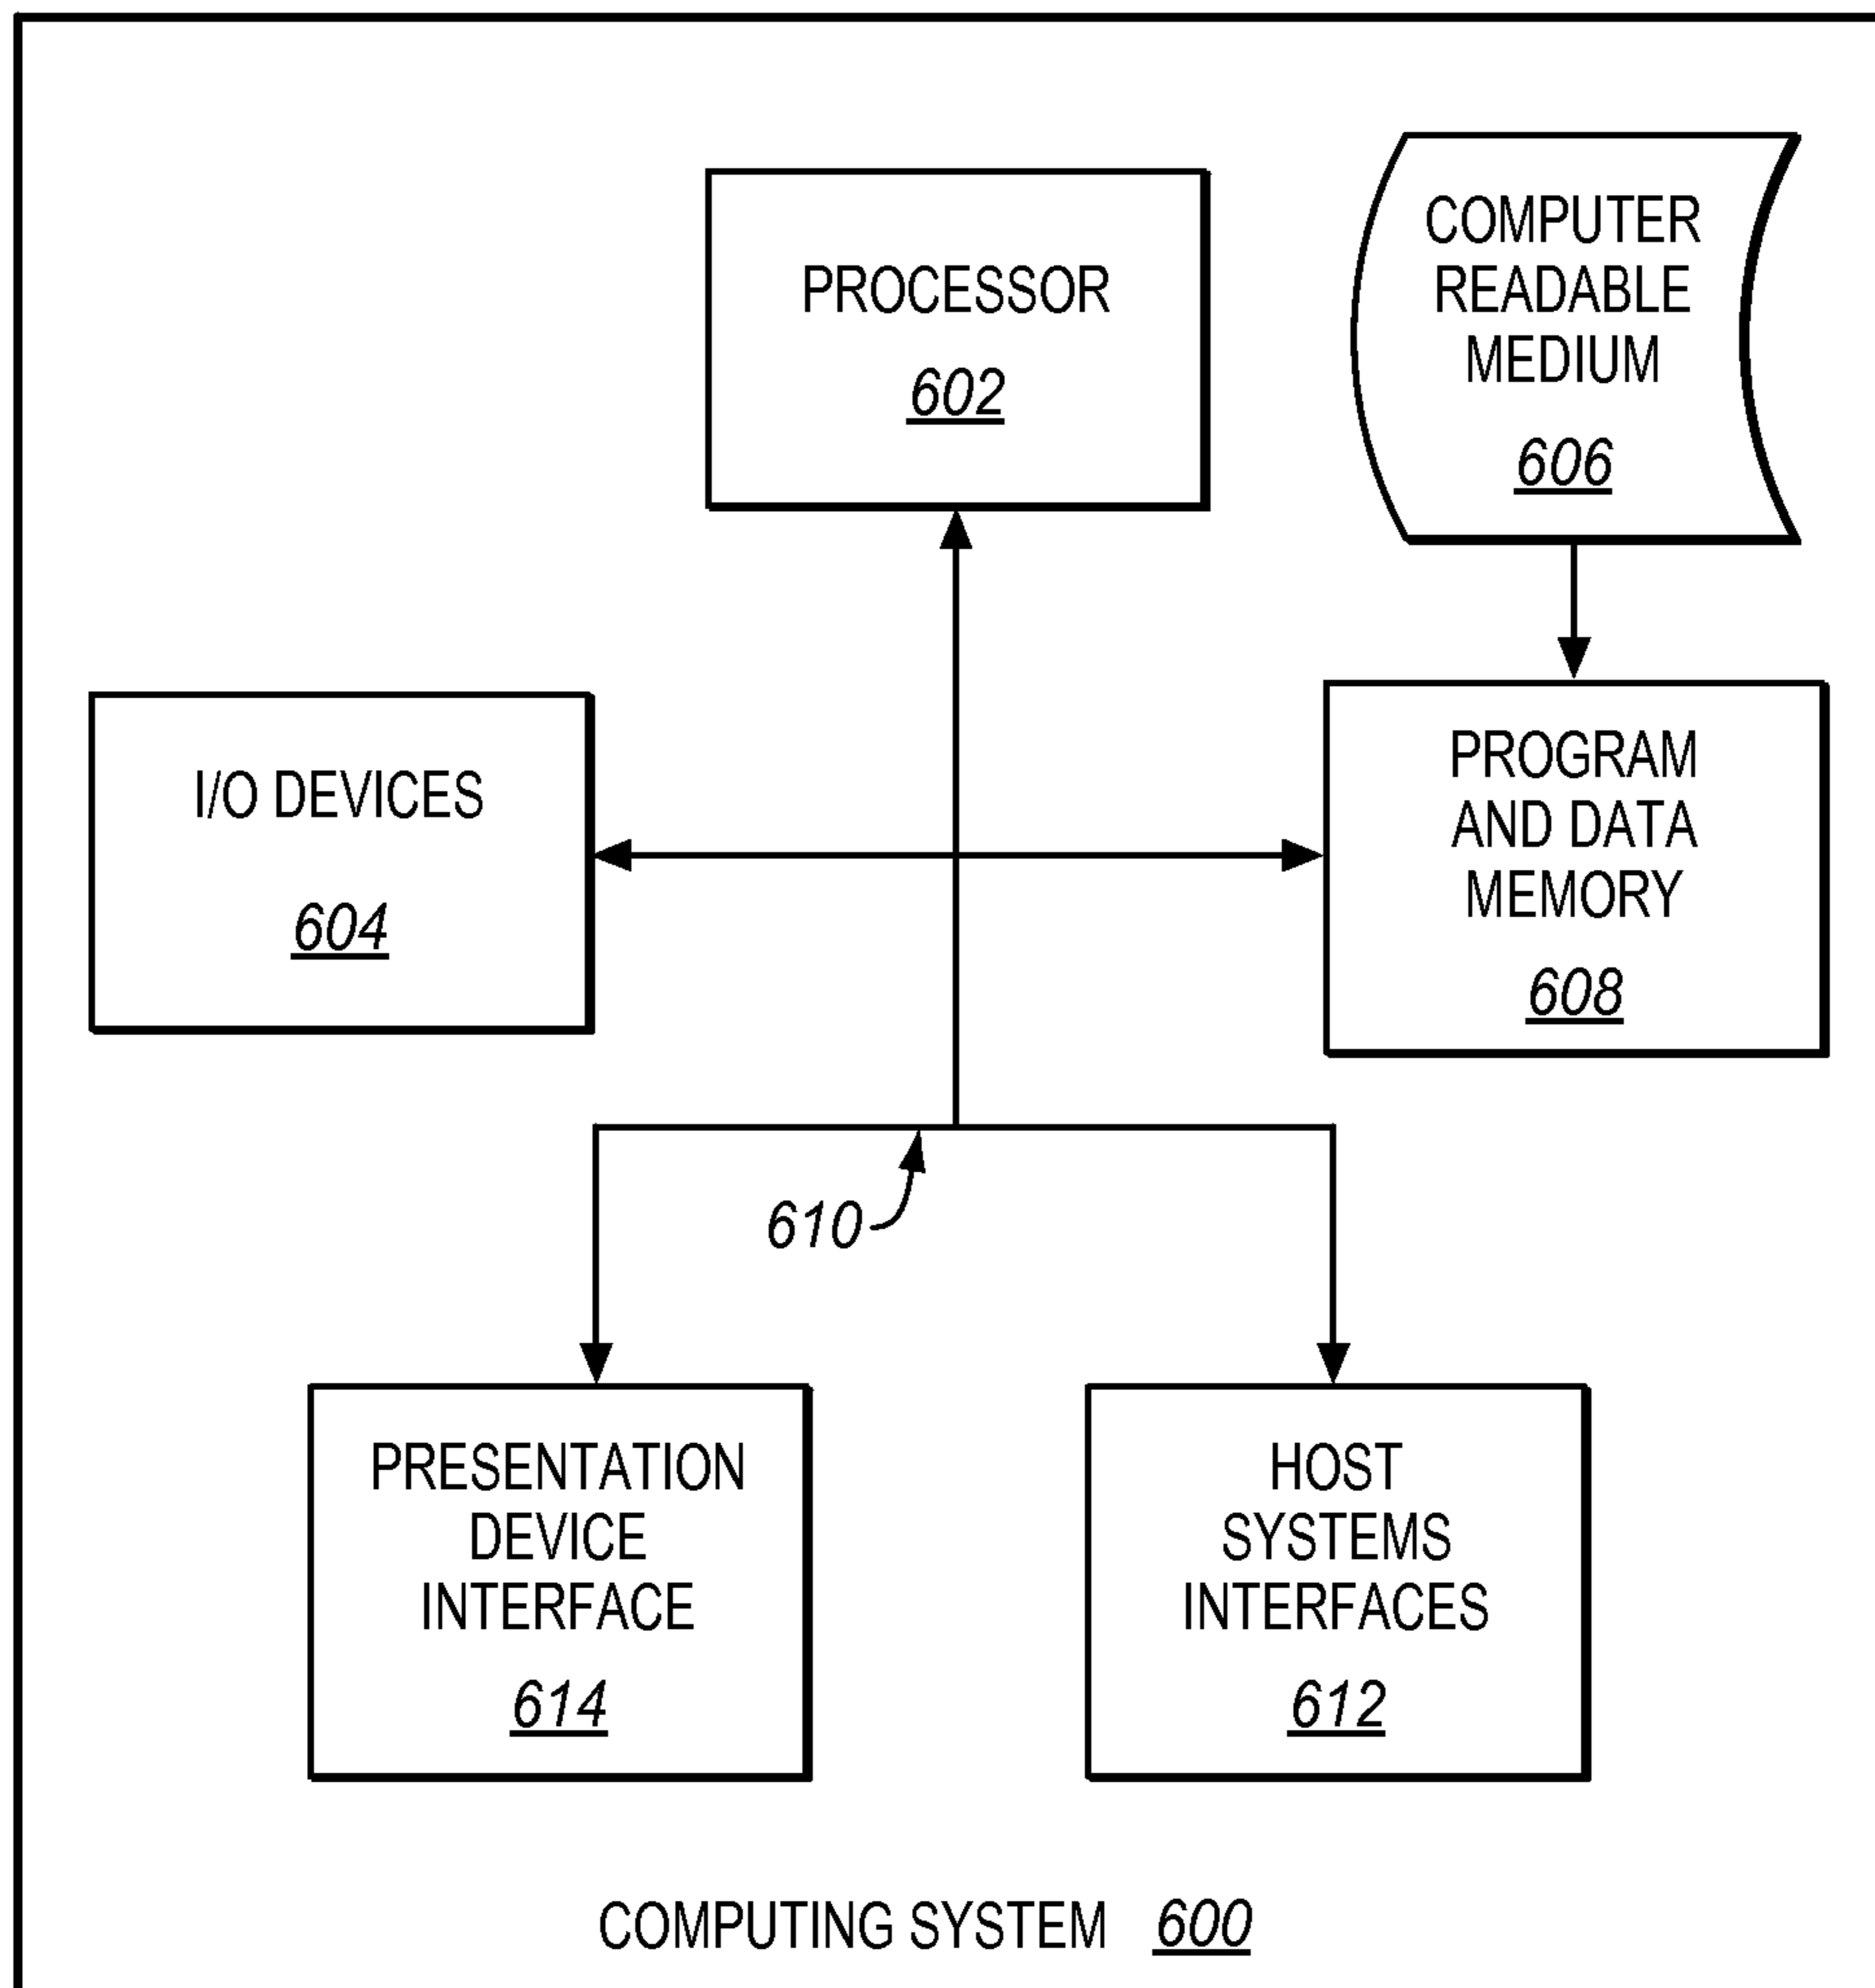 PROCESSOR
602
COMPUTER
READABLE
MEDIUM
606
I/O DEVICES
604
PROGRAM
AND DATA
MEMORY
608
610
PRESENTATION
DEVICE
INTERFACE
614
HOST
SYSTEMS
INTERFACES
612
COMPUTING SYSTEM 600